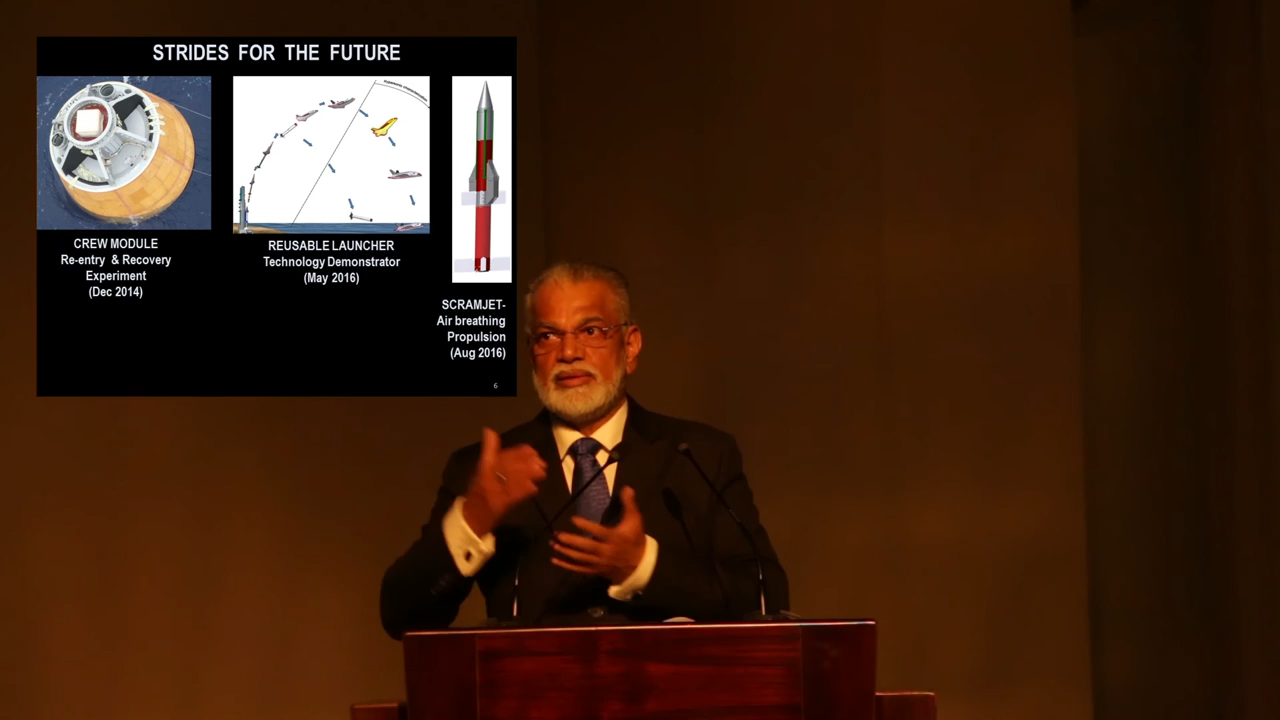 STRIDES FOR THE FUTURE
CREW MODULE
Re-entry & Recovery
Experiment
(Dec 2014)
REUSABLE LAUNCHER
Technology Demonstrator
(May 2016)
SCRAMJET-
Air breathing
Propulsion
(Aug 2016)
6